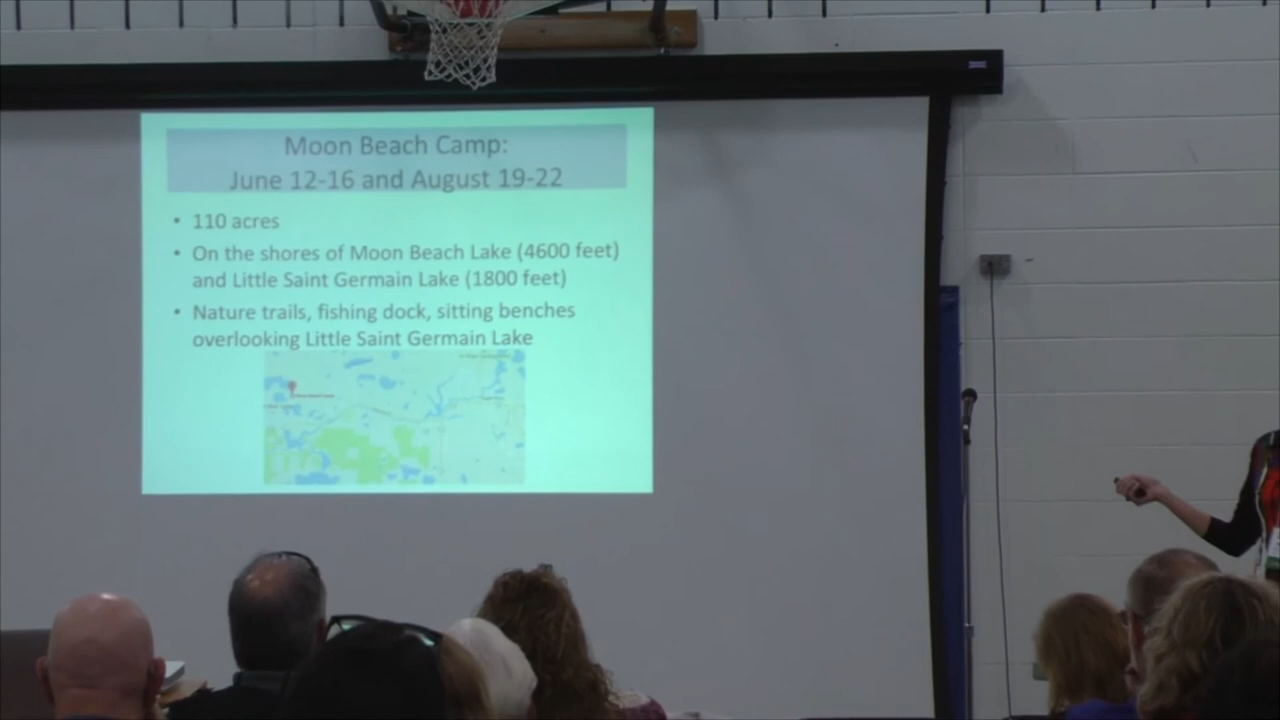 Moon Beach Camp:
June 12-16 and August 19-22
• 110 acres
• On the shores of Moon Beach Lake (4600 feet)
and Little Saint Germain Lake (1800 feet)
• Nature trails, fishing dock, sitting benches
overlooking Little Saint Germain Lake